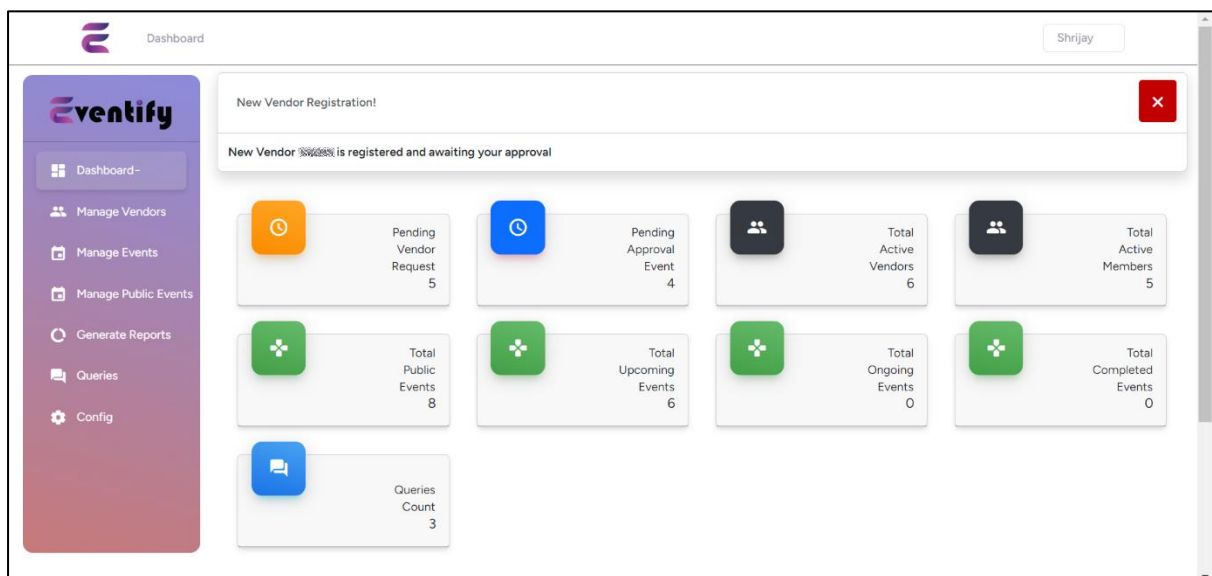 Dashboard
Shrijay
Eventify
Dashboard-
Manage Vendors
Manage Events
Manage Public Events
Generate Reports
Queries
Config
New Vendor Registration!
New Vendor is registered and awaiting your approval
Pending
Vendor
Request
5
Pending
Approval
Event
4
Total
Active
Vendors
6
Total
Active
Members
5
Total
Public
Events
8
Total
Upcoming
Events
6
Total
Ongoing
Events
0
Total
Completed
Events
0
Queries
Count
3